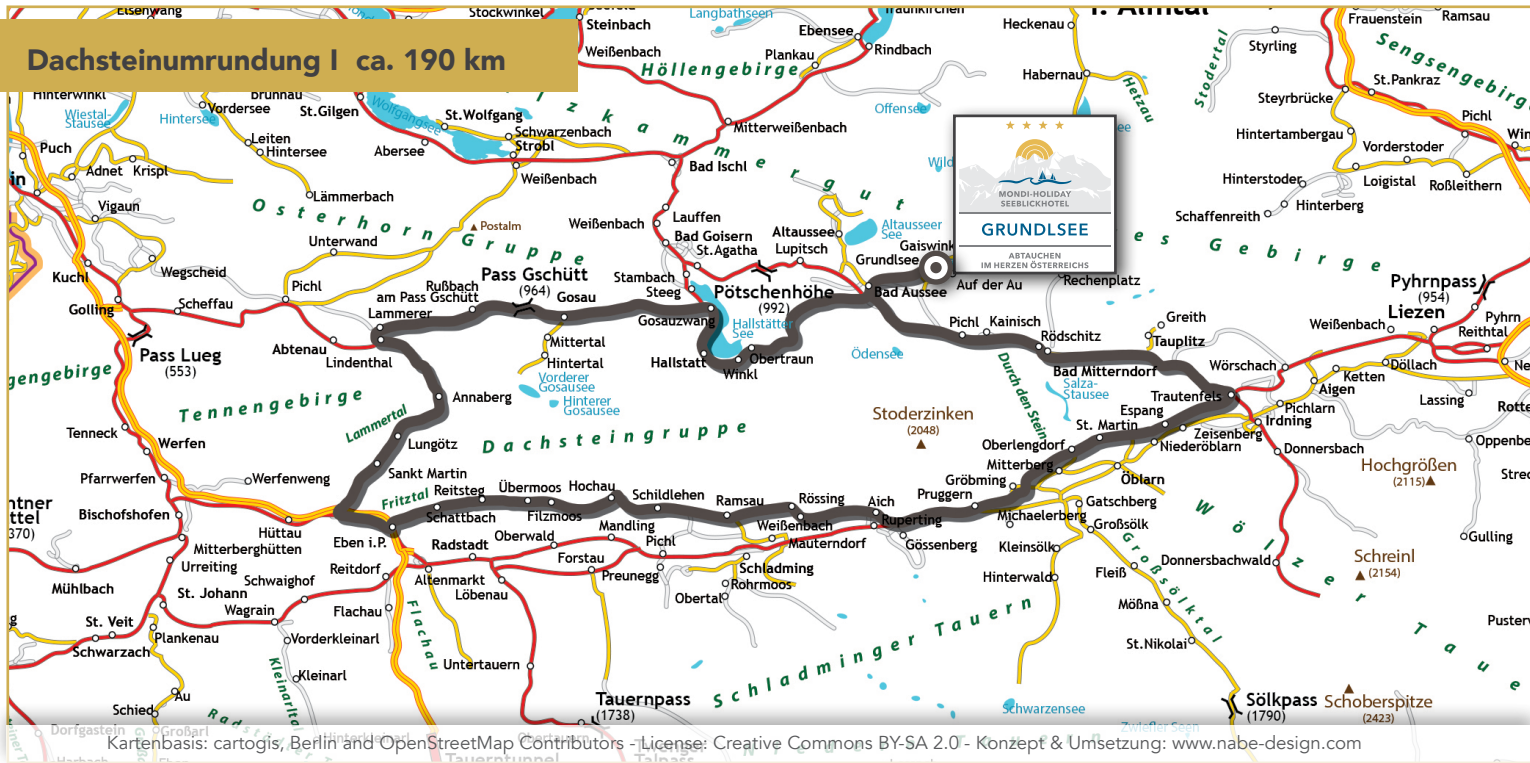 Dachsteinumrundung I ca. 190 km
Elsenwang
Stockwinkel
Steinbach
Langbathseen
Ebensee
Traunkirchen
Heckenau
Frauenstein
Ramsau
Weißenbach
Plankau
Rindbach
Styrling
Sengsengebirge
Höllengebirge
Habernau
Hetzau
Stodertal
St.Pankraz
Hinterwinkl
Vordersee
brunnau
St.Gilgen
Wolfgangsee
St.Wolfgang
Offensee
Steyrbrücke
Wiestal-
Stausee
Hintersee
Schwarzenbach
Mitterweißenbach
Pichl
Leiten
Hintersee
Abersee
Strobl
Hintertambergau
Puch
Bad Ischl
Vorderstoder
Adnet
Krispl
Weißenbach
Hinterstoder
Loigistal
Roßleithern
Lämmerbach
Hinterberg
Vigaun
Osterhorn Gruppe
Postalm
Weißenbach
Lauffen
Altaussee
Altausseer
See
Schaffenreith
Unterwand
Bad Goisern
St.Agatha
Lupitsch
Gaiswinkl
Grundlsee
MONDI-HOLIDAY
SEEBLICKHOTEL
GRUNDLSEE
ABTAUCHEN
IM HERZEN ÖSTERREICHS
Kuchl
Wegscheid
Pass Gschütt
(964)
Stambach
Steeg
Pötschenhöhe
(992)
Bad Aussee
Auf der Au
Rechenplatz
Pyhrnpass
(954)
Pichl
Rußbach
am Pass Gschütt
Gosau
Golling
Scheffau
Lammerer
Gosauzwang
Hallstätter
See
Pichl
Kainisch
Greith
Weißenbach
Liezen
Pyhrn
Reithtal
Abtenau
Lindenthal
Mittertal
Rödschitz
Tauplitz
Pass Lueg
(553)
Hintertal
Hallstatt
Winkl
Obertraun
Ödensee
Bad Mitterndorf
Wörschach
Döllach
Ketten
Vorderer
Gosausee
Hinterer
Gosausee
Durch den Stein
Salza-
Stausee
Trautenfels
Aigen
Lassing
Tennengebirge
Annaberg
Lammertal
Dachsteingruppe
Stoderzinken
(2048)
Espang
Pichlarn
Irdning
Tenneck
Lungötz
St. Martin
Zeisenberg
Werfen
Oberlengdorf
Niederöblarn
Donnersbach
Pfarrwerfen
Werfenweng
Sankt Martin
Mitterberg
Öblarn
Hochgrößen
(2115)
Fritztal
Reitsteg
Übermoos
Hochau
Schildlehen
Ramsau
Rössing
Aich
Pruggern
Gröbming
Gatschberg
Bischofshofen
Hüttau
Schattbach
Filzmoos
Mandling
Weißenbach
Ruperting
Michaelerberg
Großsölk
Eben i.P.
Radstadt
Oberwald
Pichl
Mauterndorf
Gössenberg
Kleinsölk
Gulling
Mitterberghütten
Urreiting
Reitdorf
Altenmarkt
Forstau
Preunegg
Schladming
Fleiß
Donnersbachwald
Schreinl
(2154)
Mühlbach
Schwaighof
Löbenau
Obertal
Rohrmoos
Hinterwald
Großsölktal
Wölzer Taue
St. Johann
Wagrain
Flachau
Flachau
Mößna
St. Veit
Plankenau
Vorderkleinarl
Schladminger Tauern
St.Nikolai
Schwarzach
Kleinarl
Kleinarltal
Untertauern
Au
Schied
Tauernpass
(1738)
Schwarzensee
Sölkpass
(1790)
Schoberspitze
(2423)
Dorfgastein
Großarl
Hinterkleinarl
Obertauern
Zwiefler Seen
Kartenbasis: cartogis, Berlin and OpenStreetMap Contributors - License: Creative Commons BY-SA 2.0 - Konzept & Umsetzung: www.nabe-design.com
Tauerntunnel